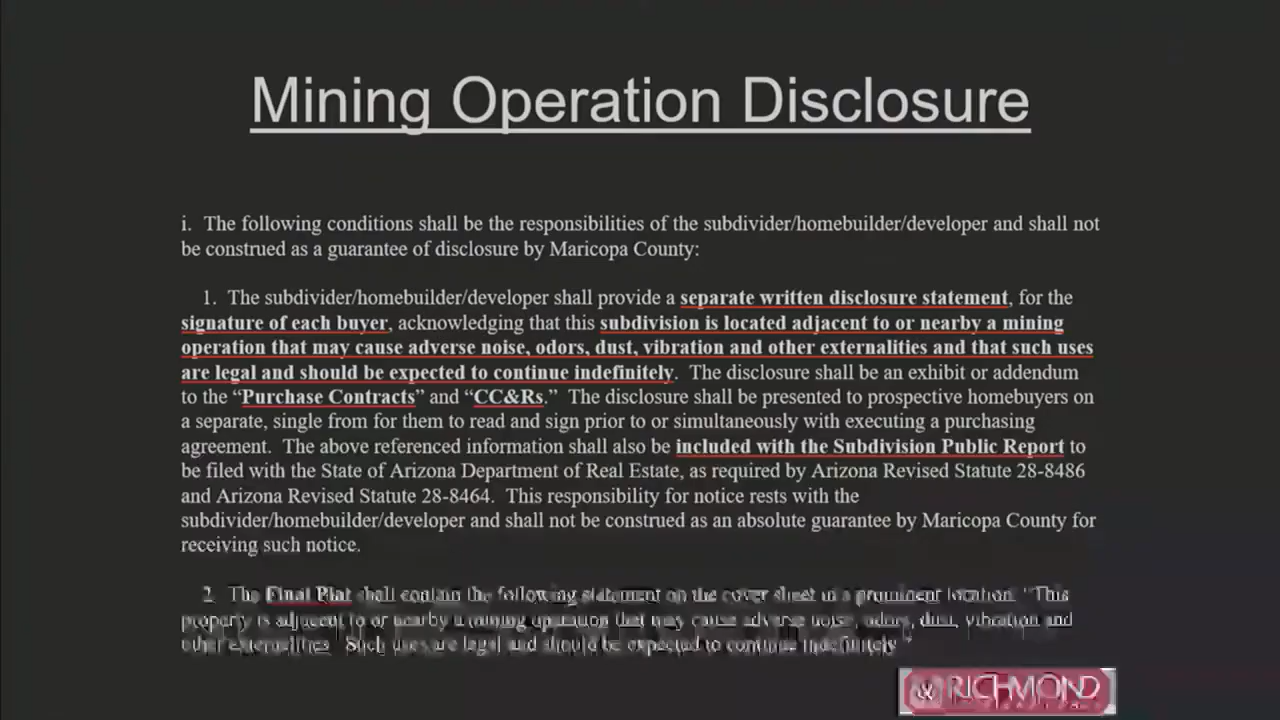 Mining Operation Disclosure
i. The following conditions shall be the responsibilities of the subdivider/homebuilder/developer and shall not
be construed as a guarantee of disclosure by Maricopa County:
1. The subdivider/homebuilder/developer shall provide a separate written disclosure statement, for the
signature of each buyer, acknowledging that this subdivision is located adjacent to or nearby a mining
operation that may cause adverse noise, odors, dust, vibration and other externalities and that such uses
are legal and should be expected to continue indefinitely. The disclosure shall be an exhibit or addendum
to the “Purchase Contracts” and “CC&Rs.” The disclosure shall be presented to prospective homebuyers on
a separate, single from for them to read and sign prior to or simultaneously with executing a purchasing
agreement. The above referenced information shall also be included with the Subdivision Public Report to
be filed with the State of Arizona Department of Real Estate, as required by Arizona Revised Statute 28-8486
and Arizona Revised Statute 28-8464. This responsibility for notice rests with the
subdivider/homebuilder/developer and shall not be construed as an absolute guarantee by Maricopa County for
receiving such notice.
2. The Final Plat shall contain the following statement on the cover sheet in a prominent location. “This
property is adjacent to or nearby a mining operation that may cause adverse noise, odors, dust, vibration and
other externalities. Such uses are legal and should be expected to continue indefinitely.”
RICHMOND